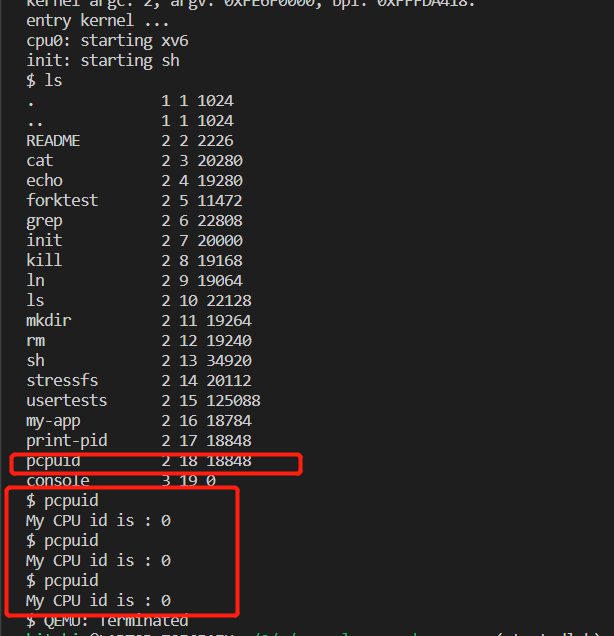 kernel argc: 2, argv: 0xFE6F0000, bpi: 0xFFFDA418.
entry kernel ...
cpu0: starting xv6
init: starting sh
$ ls
. 1 1 1024
.. 1 1 1024
README 2 2 2226
cat 2 3 20280
echo 2 4 19280
forktest 2 5 11472
grep 2 6 22808
init 2 7 20000
kill 2 8 19168
ln 2 9 19064
ls 2 10 22128
mkdir 2 11 19264
rm 2 12 19240
sh 2 13 34920
stressfs 2 14 20112
usertests 2 15 125088
my-app 2 16 18784
print-pid 2 17 18848
pcpuid 2 18 18848
console 3 19 0
$ pcpuid
My CPU id is : 0
$ pcpuid
My CPU id is : 0
$ pcpuid
My CPU id is : 0
$ QEMU: Terminated